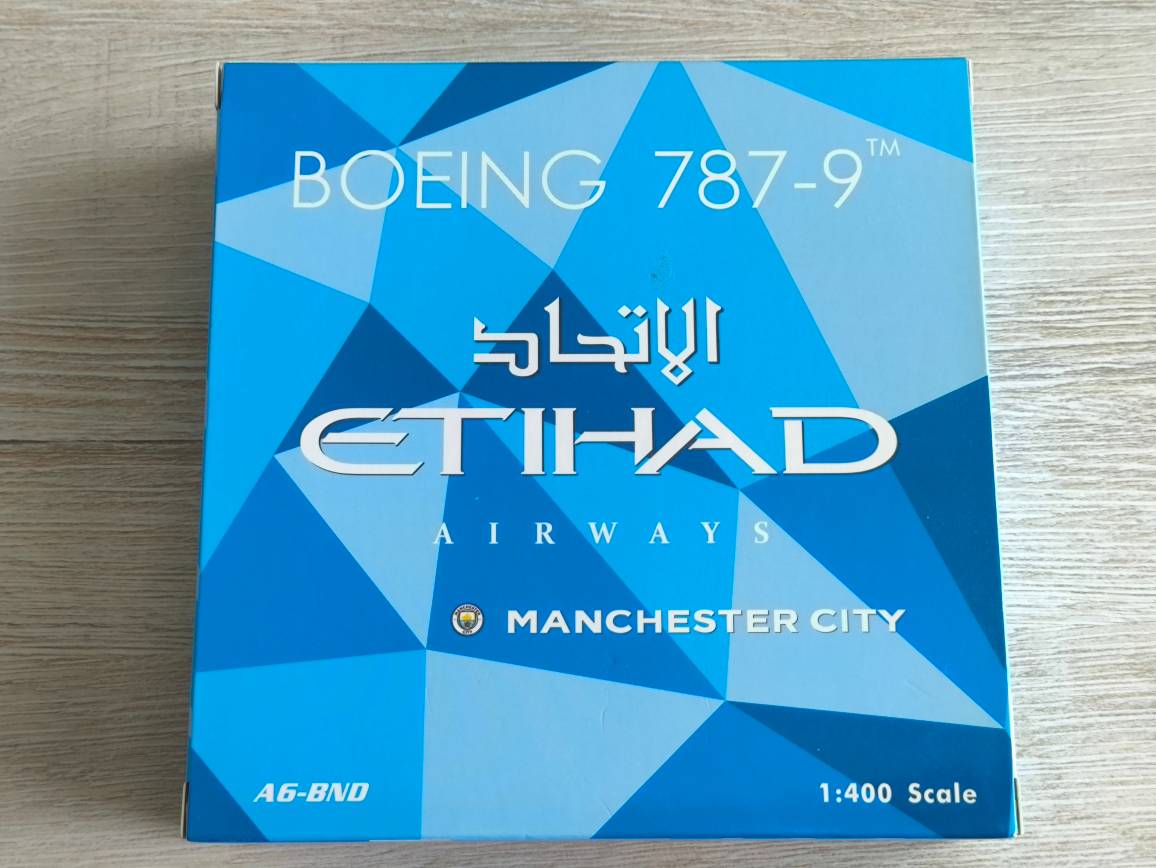 BOEING 787-9™
الاتحاد
ETIHAD
AIRWAYS
MANCHESTER CITY
A6-BND
1:400 Scale